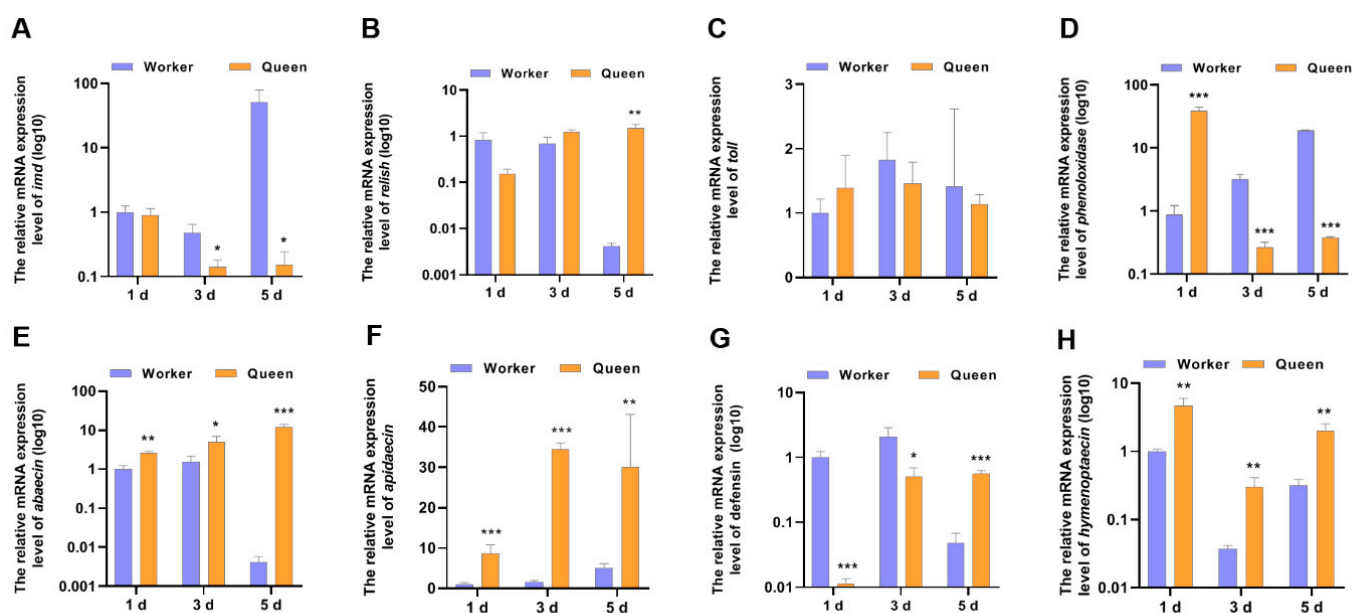 A
Worker Queen
The relative mRNA expression
level of imd (log10)
100
10
1
0.1
1 d 3 d 5 d
* *
B
Worker Queen
The relative mRNA expression
level of relish (log10)
10
1
0.1
0.01
0.001
1 d 3 d 5 d
**
C
Worker Queen
The relative mRNA expression
level of toll
3
2
1
0
1 d 3 d 5 d
D
Worker Queen
The relative mRNA expression
level of phenoloxidase (log10)
100
10
1
0.1
1 d 3 d 5 d
*** *** ***
E
Worker Queen
The relative mRNA expression
level of abaecin (log10)
100
10
1
0.1
0.01
0.001
1 d 3 d 5 d
** * ***
F
Worker Queen
The relative mRNA expression
level of apidaecin
50
40
30
20
10
0
1 d 3 d 5 d
*** *** **
G
Worker Queen
The relative mRNA expression
level of defensin (log10)
10
1
0.1
0.01
1 d 3 d 5 d
*** * ***
H
Worker Queen
The relative mRNA expression
level of hymenoptaecin (log10)
10
1
0.1
0.01
1 d 3 d 5 d
** ** **